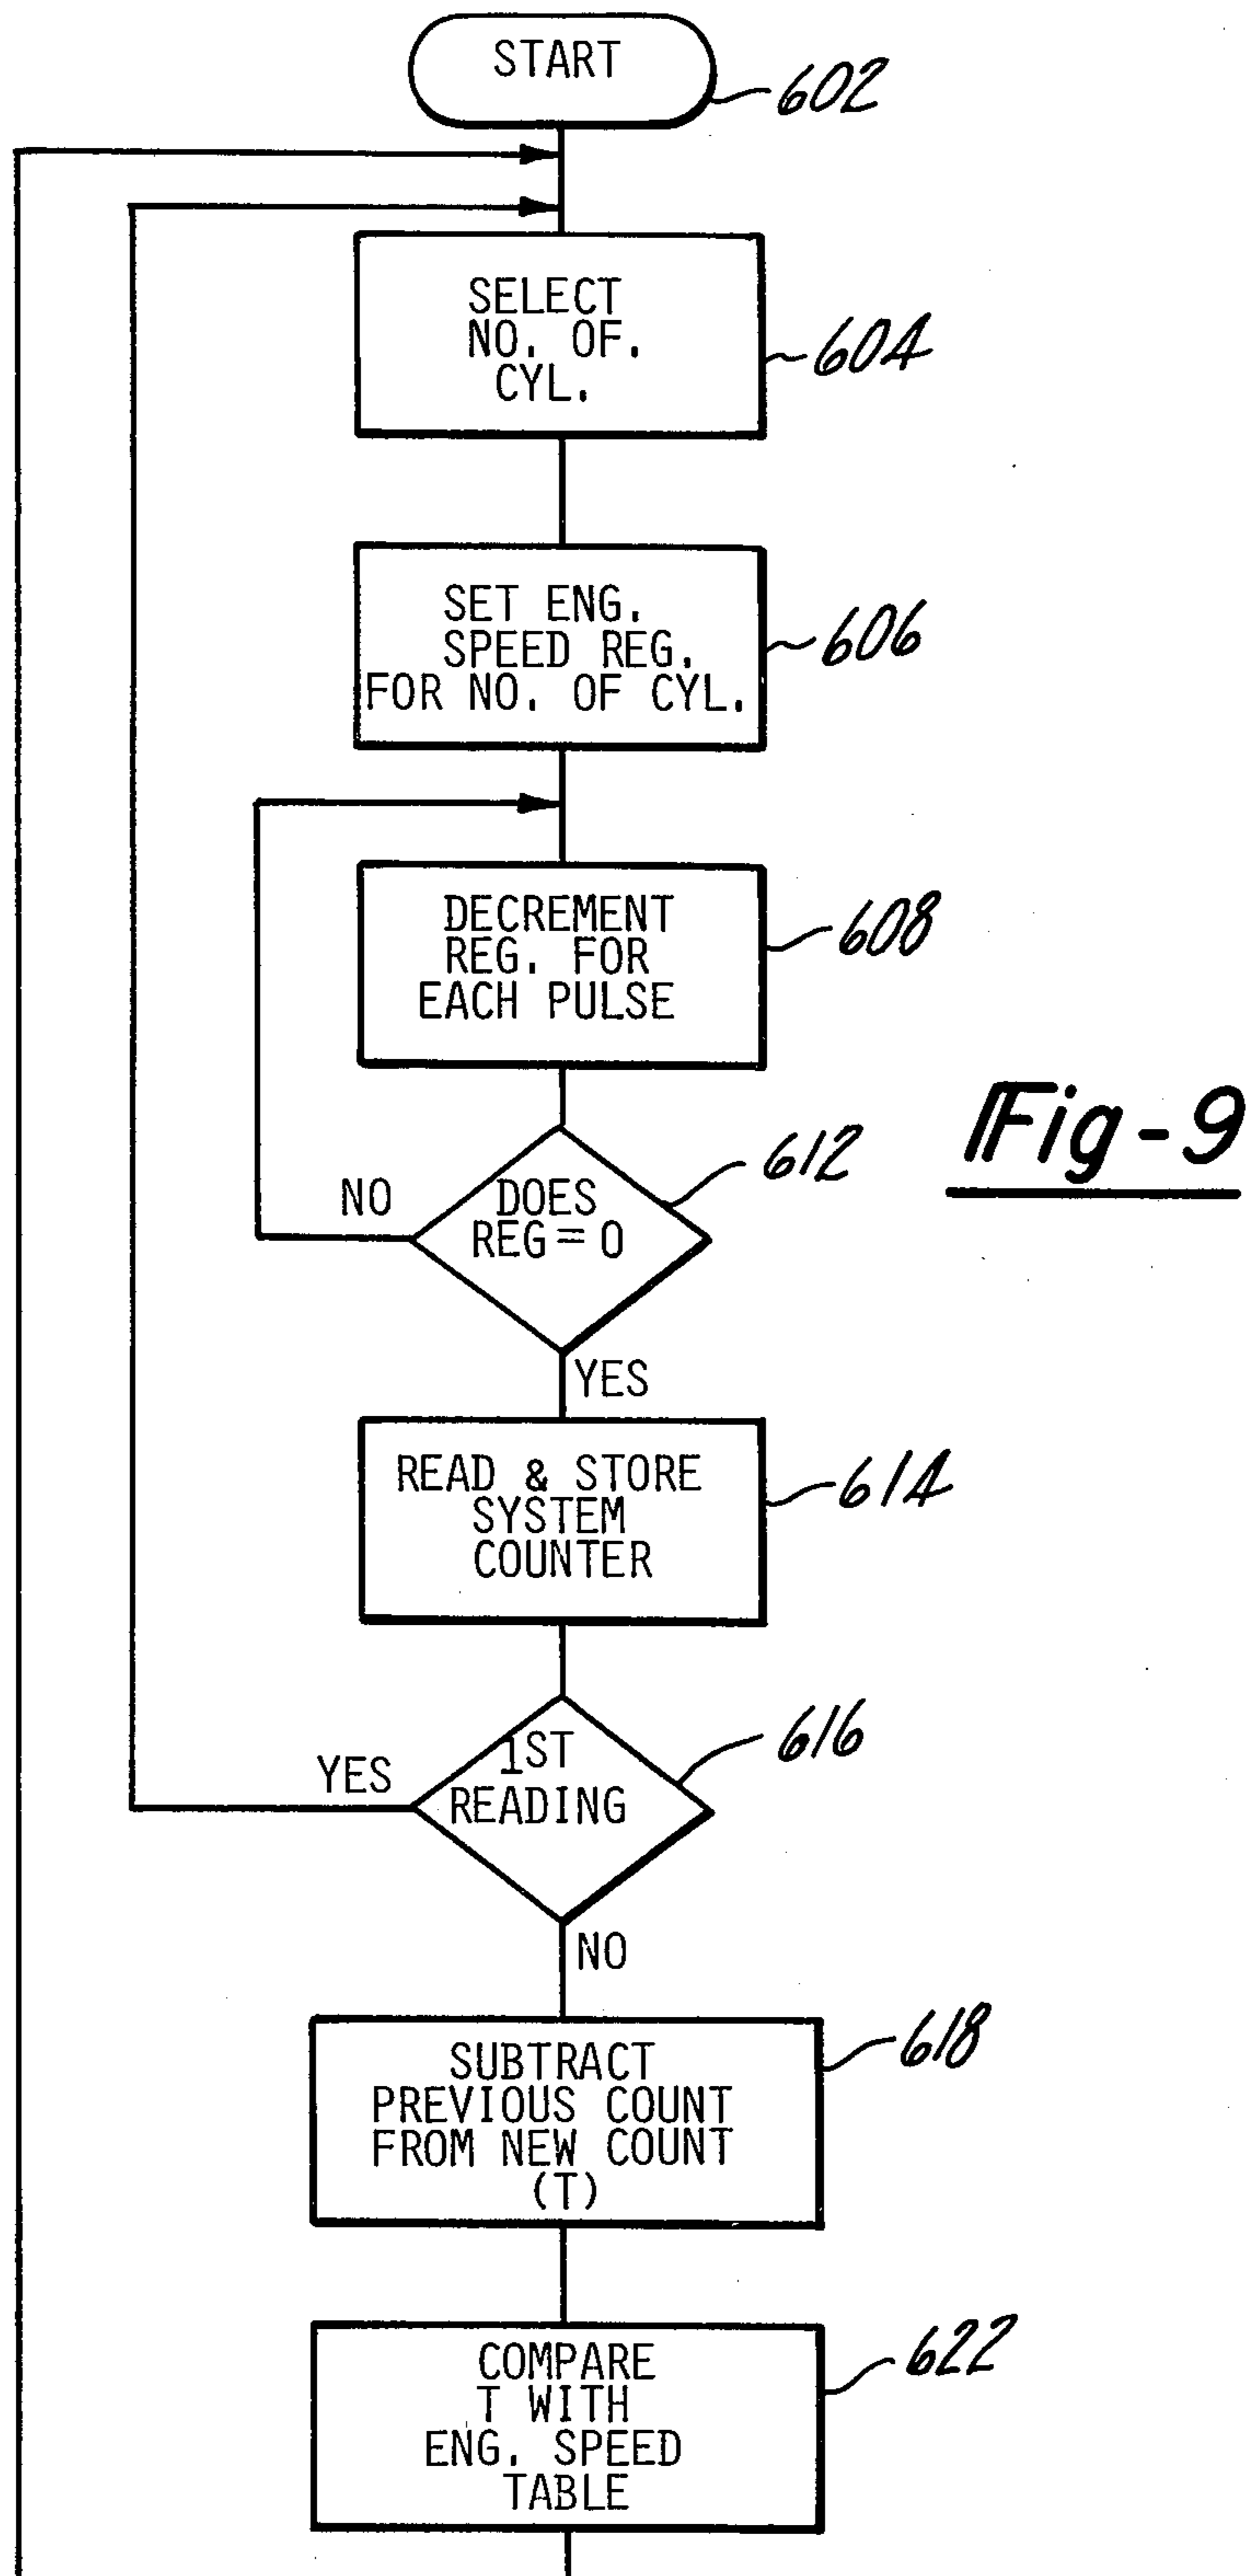 START
602
SELECT
NO. OF.
CYL.
604
SET ENG.
SPEED REG.
FOR NO. OF CYL.
606
DECREMENT
REG. FOR
EACH PULSE
608
Fig-9
612
NO
DOES
REG = 0
YES
READ & STORE
SYSTEM
COUNTER
614
616
YES
1ST
READING
NO
618
SUBTRACT
PREVIOUS COUNT
FROM NEW COUNT
(T)
622
COMPARE
T WITH
ENG. SPEED
TABLE